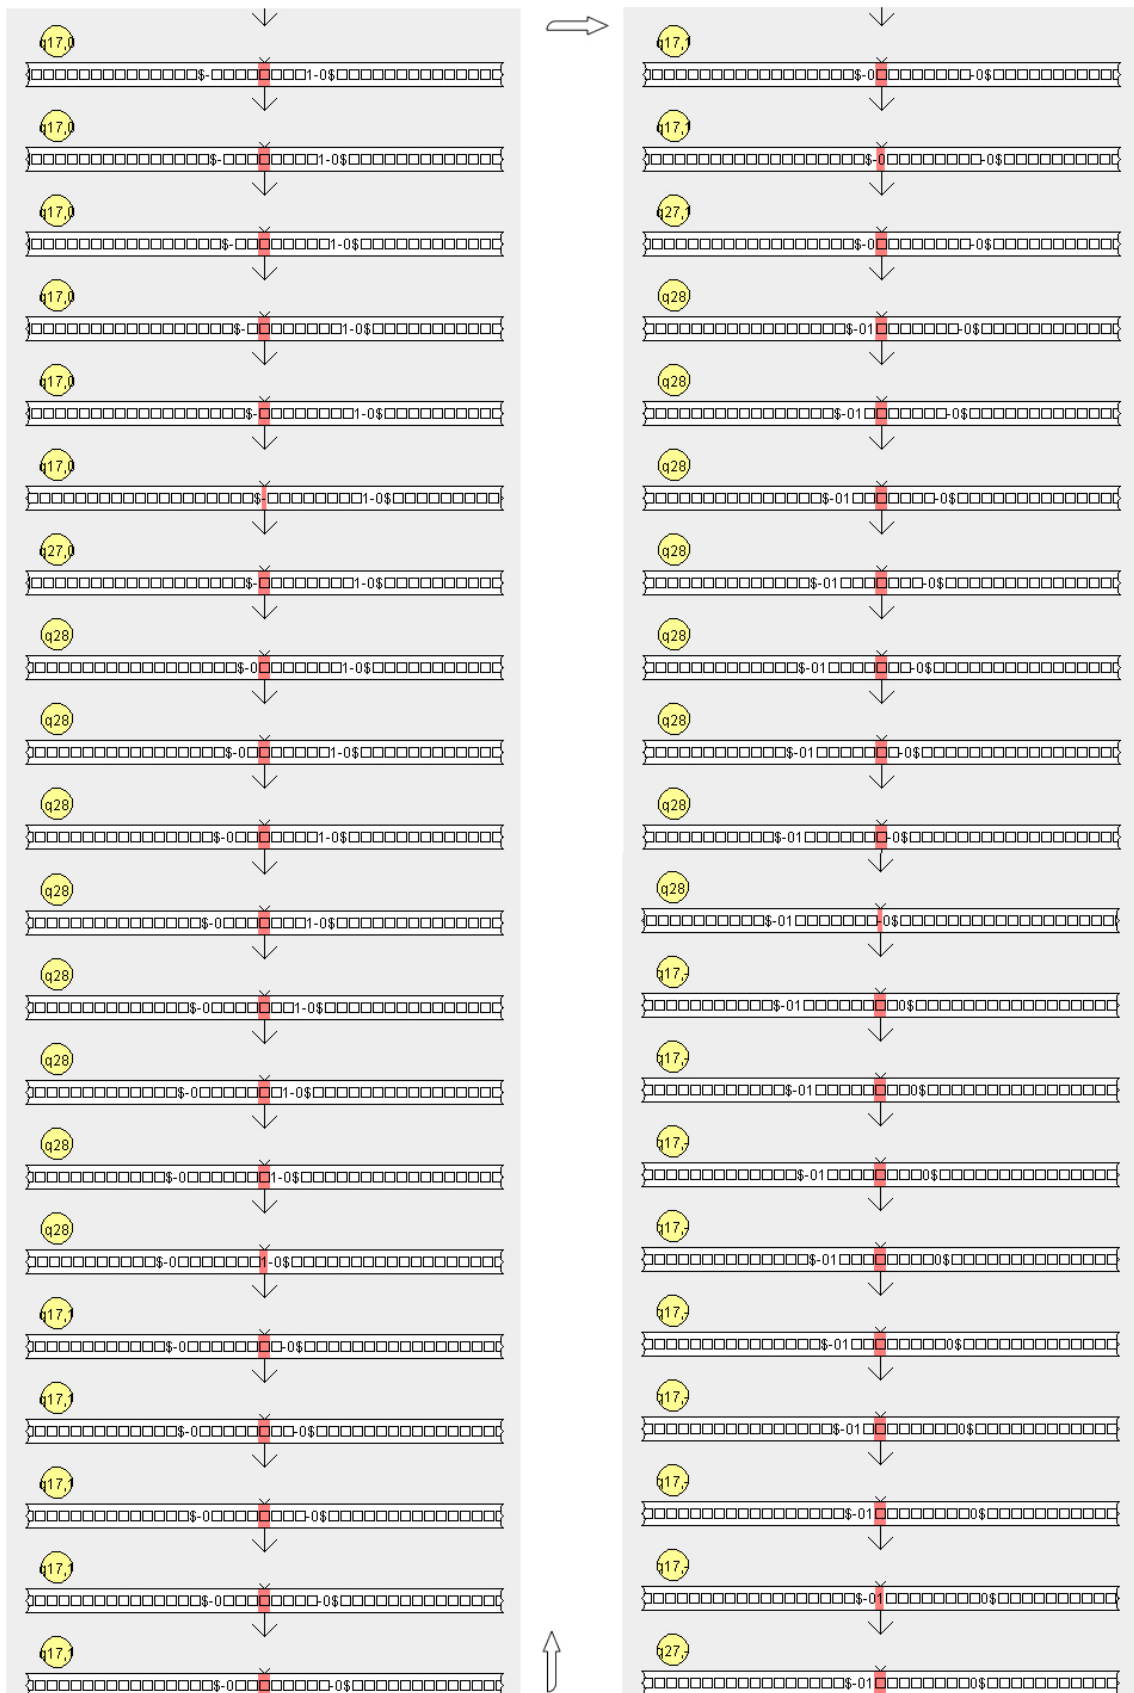 q17,0
$- 1-0$
q17,0
$- 1-0$
q17,0
$- 1-0$
q17,0
$- 1-0$
q17,0
$- 1-0$
q17,0
$- 1-0$
q27,0
$- 1-0$
q28
$-0 1-0$
q28
$-0 1-0$
q28
$-0 1-0$
q28
$-0 1-0$
q28
$-0 1-0$
q28
$-0 1-0$
q28
$-0 1-0$
q28
$-0 1-0$
q17,1
$-0 -0$
q17,1
$-0 -0$
q17,1
$-0 -0$
q17,1
$-0 -0$
q17,1
$-0 -0$
q17,1
$-0 -0$
q17,1
$-0 -0$
q27,1
$-0 -0$
q28
$-01 -0$
q28
$-01 -0$
q28
$-01 -0$
q28
$-01 -0$
q28
$-01 -0$
q28
$-01 -0$
q28
$-01 -0$
q28
$-01 -0$
q17,-
$-01 0$
q17,-
$-01 0$
q17,-
$-01 0$
q17,-
$-01 0$
q17,-
$-01 0$
q17,-
$-01 0$
q17,-
$-01 0$
q17,-
$-01 0$
q27,-
$-01 0$